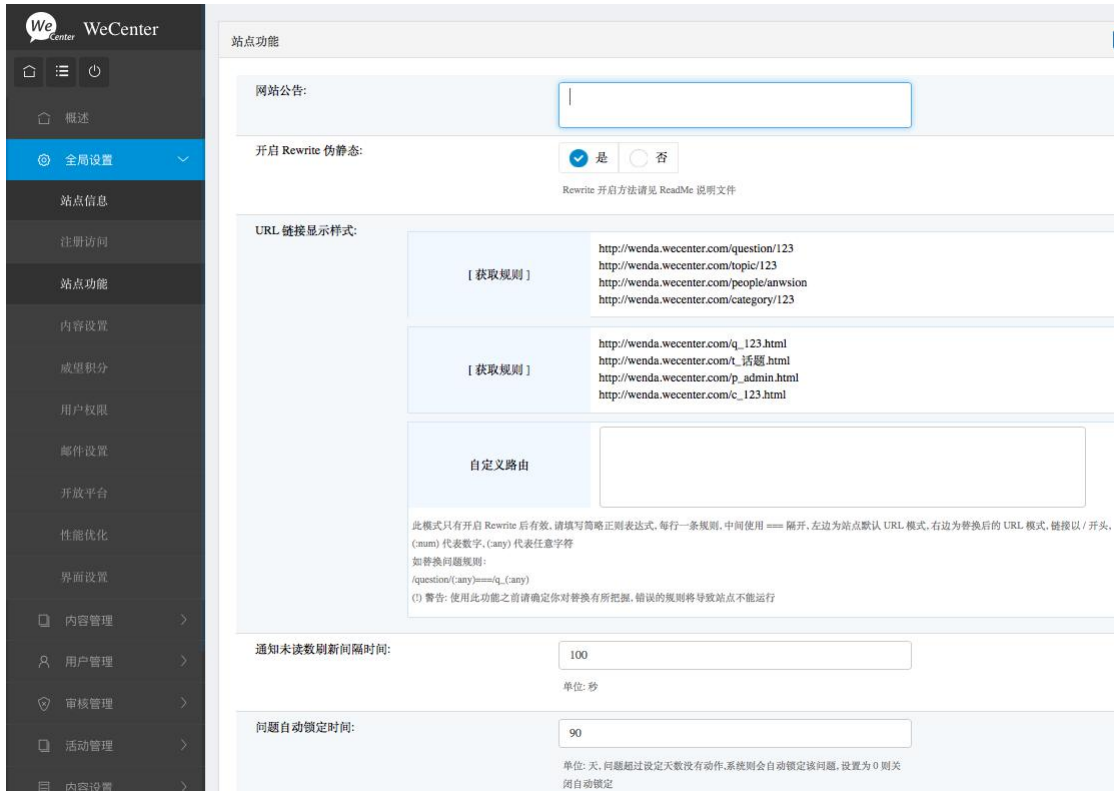 We Center WeCenter
概述
全局设置
站点信息
注册访问
站点功能
内容设置
威望积分
用户权限
邮件设置
开放平台
性能优化
界面设置
内容管理
用户管理
审核管理
活动管理
内容设置
站点功能
网站公告:
开启 Rewrite 伪静态:
是 否
Rewrite 开启方法请见 ReadMe 说明文件
URL 链接显示样式:
[ 获取规则 ]
http://wenda.wecenter.com/question/123
http://wenda.wecenter.com/topic/123
http://wenda.wecenter.com/people/anwsion
http://wenda.wecenter.com/category/123
[ 获取规则 ]
http://wenda.wecenter.com/q_123.html
http://wenda.wecenter.com/t_话题.html
http://wenda.wecenter.com/p_admin.html
http://wenda.wecenter.com/c_123.html
自定义路由
此模式只有开启 Rewrite 后有效, 请填写简略正则表达式, 每行一条规则, 中间使用 === 隔开, 左边为站点默认 URL 模式, 右边为替换后的 URL 模式, 链接以 / 开头,
(:num) 代表数字, (:any) 代表任意字符
如替换问题规则:
/question/(:any)===/q_(:any)
(!) 警告: 使用此功能之前请确定你对替换有所把握, 错误的规则将导致站点不能运行
通知未读数刷新间隔时间:
100
单位: 秒
问题自动锁定时间:
90
单位: 天, 问题超过设定天数没有动作,系统则会自动锁定该问题, 设置为 0 则关
闭自动锁定